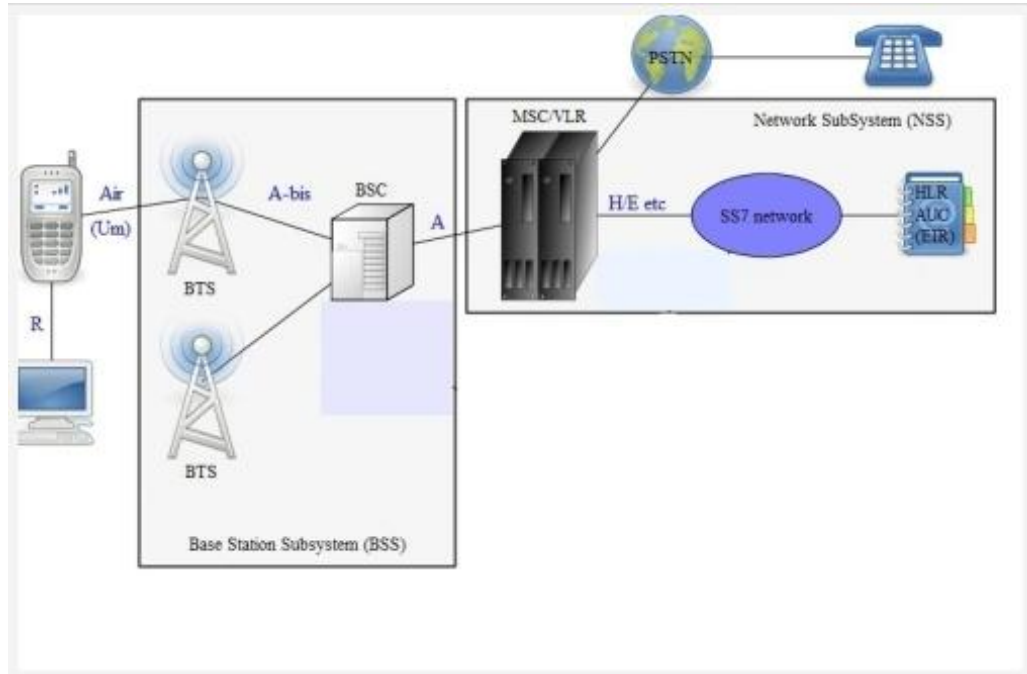 PSTN
MSC/VLR
Network SubSystem (NSS)
Air
(Um)
A-bis
BSC
A
H/E etc
SS7 network
HLR
AUC
(EIR)
BTS
R
BTS
Base Station Subsystem (BSS)